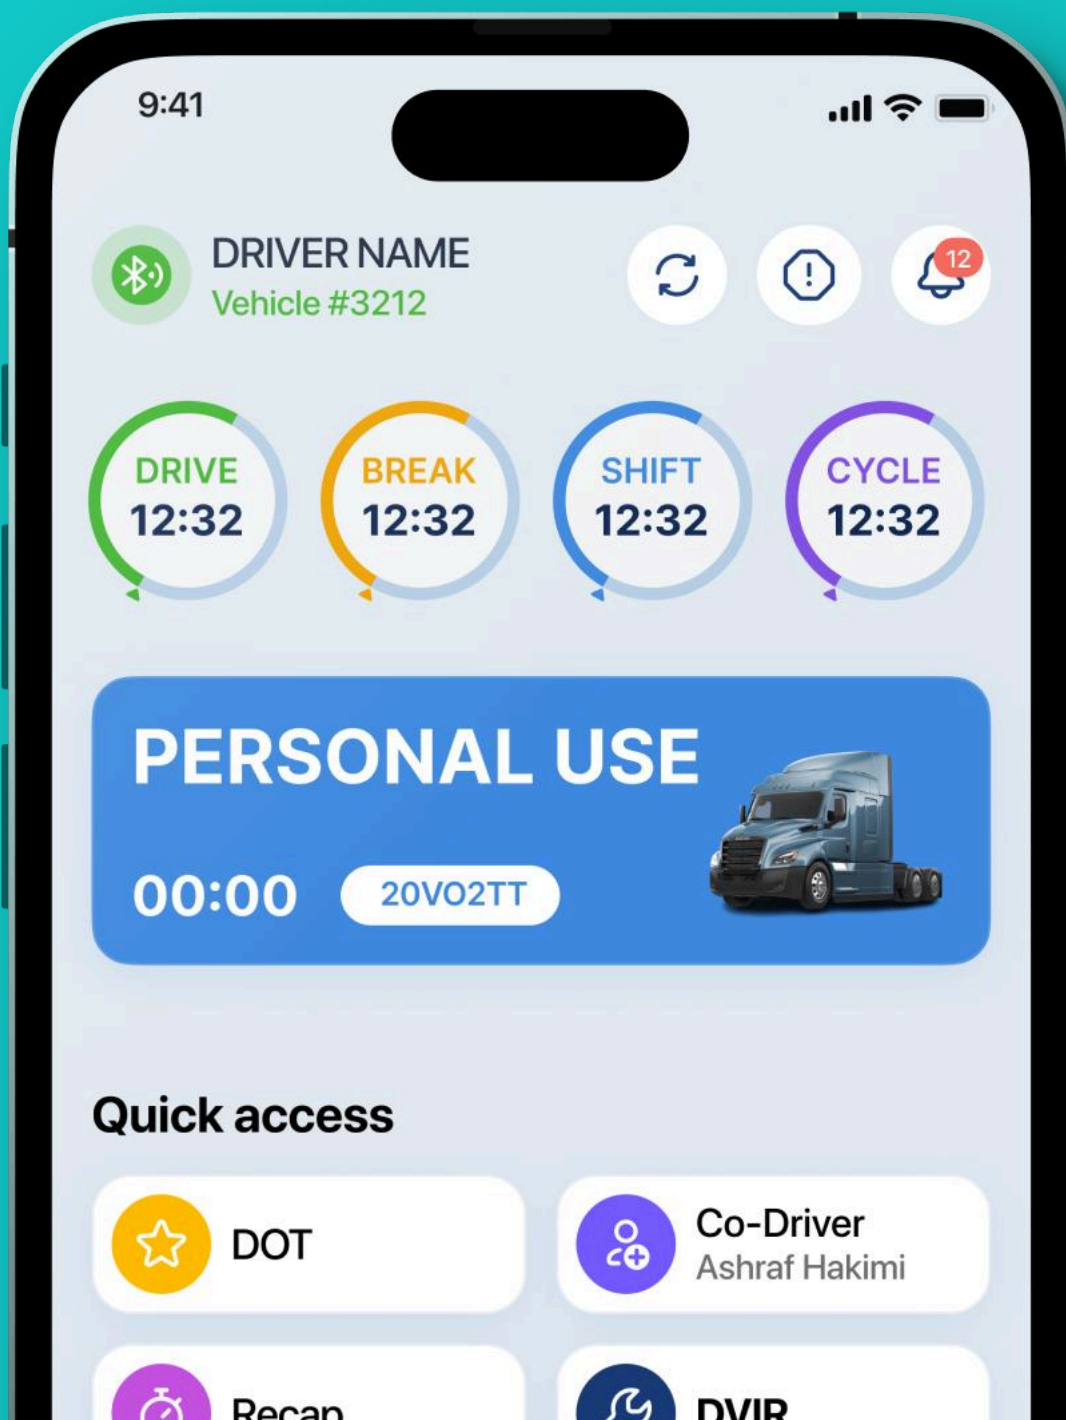 9:41
DRIVER NAME
Vehicle #3212
12
DRIVE
12:32
BREAK
12:32
SHIFT
12:32
CYCLE
12:32
PERSONAL USE
00:00
20VO2TT
Quick access
DOT
Co-Driver
Ashraf Hakimi
Recap
DVIR